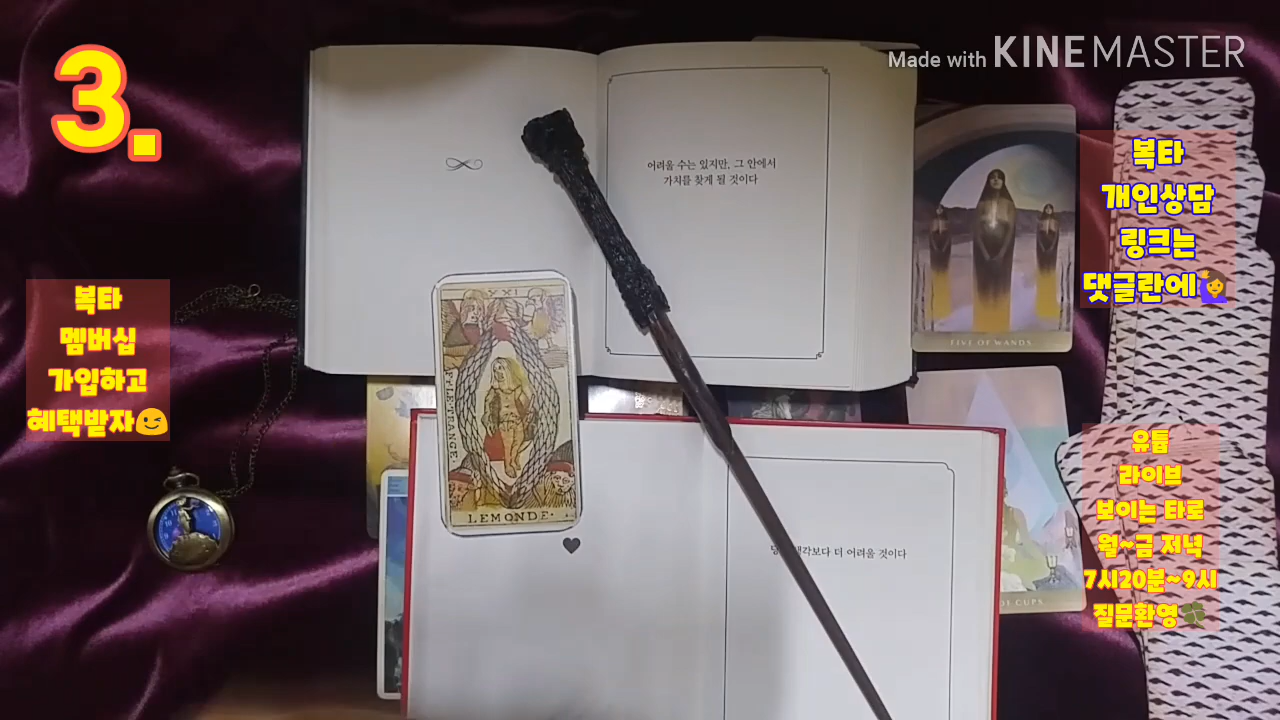 3.
Made with KINEMASTER
복타
개인상담
링크는
댓글란에🙋‍♀️
복타
멤버십
가입하고
혜택받자😉
유튭
라이브
보이는 타로
월~금 저녁
7시20분~9시
질문환영🍀
어려울 수는 있지만, 그 안에서
가치를 찾게 될 것이다
FIVE OF WANDS
XXI
LEMONDE·
더 어려울 것이다
OF CUPS